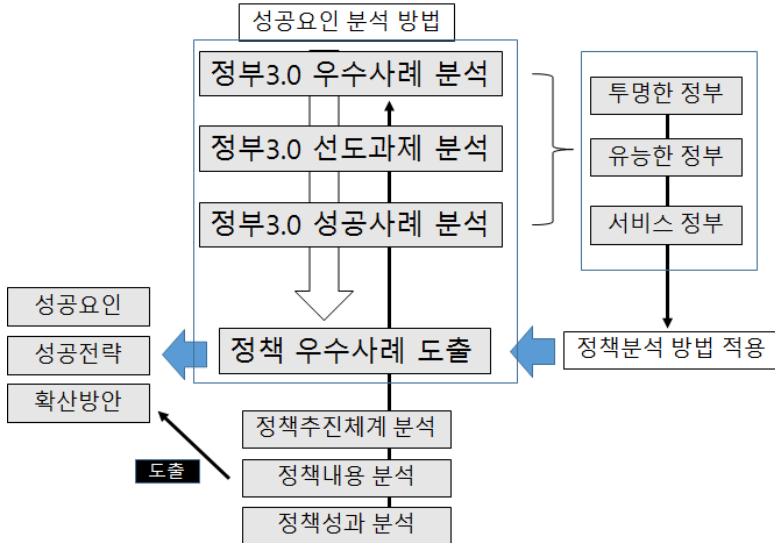 성공요인 분석 방법
정부3.0 우수사례 분석
정부3.0 선도과제 분석
정부3.0 성공사례 분석
투명한 정부
유능한 정부
서비스 정부
성공요인
성공전략
확산방안
정책 우수사례 도출
정책분석 방법 적용
정책추진체계 분석
도출
정책내용 분석
정책성과 분석